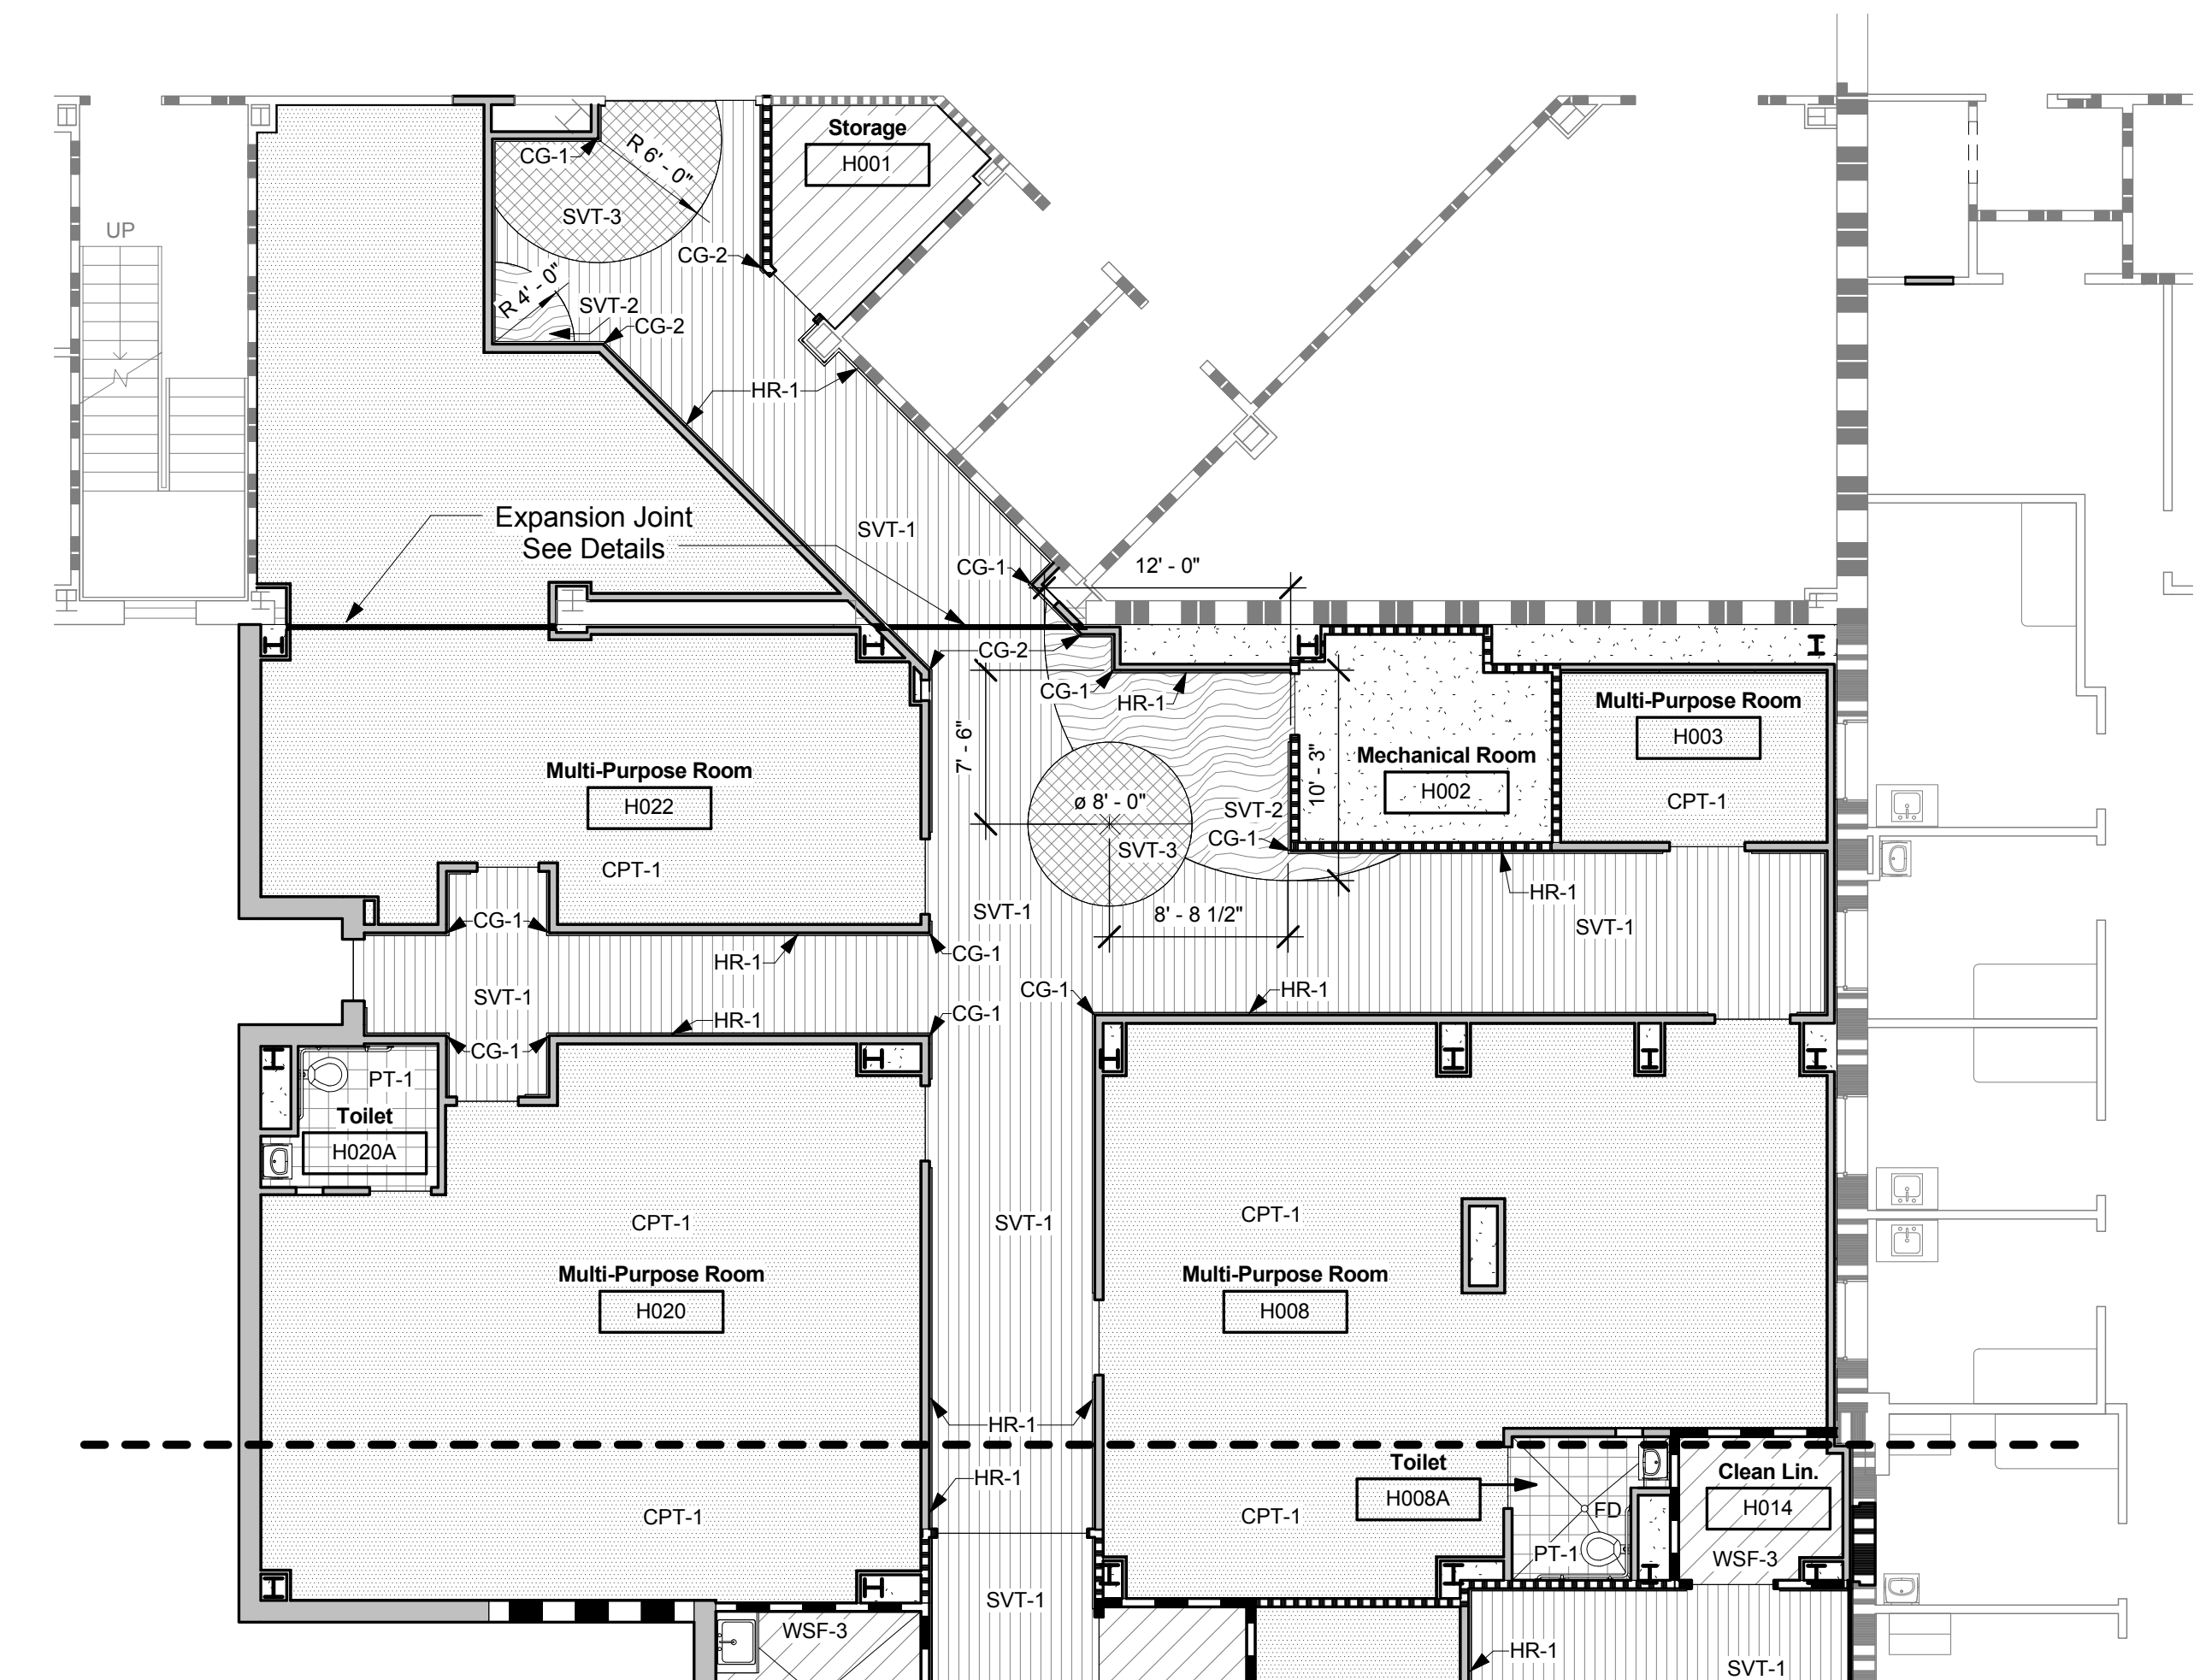 Storage
H001
CG-1
R 6' - 0"
SVT-3
UP
CG-2
R 4' - 0"
SVT-2
CG-2
HR-1
Expansion Joint
See Details
SVT-1
CG-1
12' - 0"
CG-2
CG-1
HR-1
Multi-Purpose Room
H003
CPT-1
7' - 6"
Mechanical Room
H002
10' - 3"
Multi-Purpose Room
H022
CPT-1
ø 8' - 0"
SVT-2
CG-1
SVT-3
HR-1
8' - 8 1/2"
SVT-1
SVT-1
CG-1
HR-1
CG-1
SVT-1
CG-1
HR-1
HR-1
CG-1
CG-1
PT-1
Toilet
H020A
CPT-1
SVT-1
CPT-1
Multi-Purpose Room
H020
Multi-Purpose Room
H008
HR-1
HR-1
Toilet
H008A
Clean Lin.
H014
FD
CPT-1
CPT-1
PT-1
WSF-3
SVT-1
WSF-3
HR-1
SVT-1